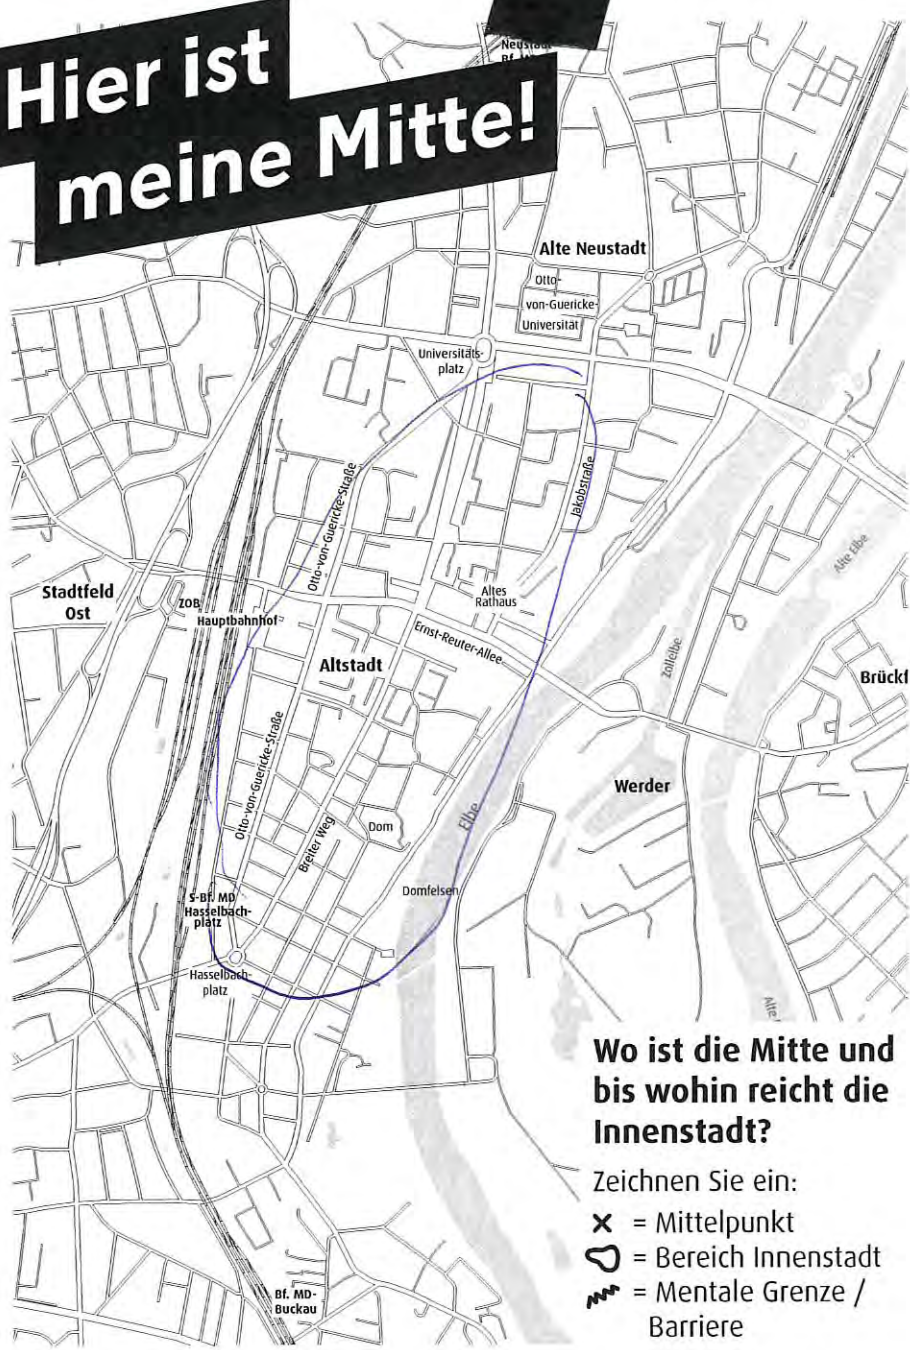 Hier ist
meine Mitte!
Neustadt
Alte Neustadt
Otto-
von-Guericke-
Universität
Universitäts-
platz
Otto-von-Guericke-Straße
Jakobstraße
Alte Elbe
Stadtfeld
Ost
ZOB
Hauptbahnhof
Altes
Rathaus
Ernst-Reuter-Allee
Altstadt
Zollelbe
Brückf
Otto-von-Guericke-Straße
Werder
Elbe
Breiter Weg
Dom
Domfelsen
S-Bf. MD
Hasselbach-
platz
Hasselbach-
platz
Alte
Wo ist die Mitte und
bis wohin reicht die
Innenstadt?
Zeichnen Sie ein:
= Mittelpunkt
= Bereich Innenstadt
= Mentale Grenze /
Barriere
Bf. MD-
Buckau